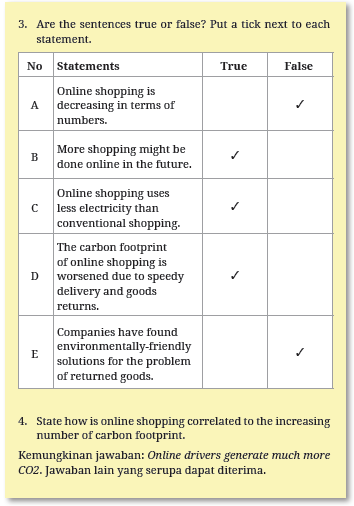 3. Are the sentences true or false? Put a tick next to each
statement.
No Statements True False
A Online shopping is
decreasing in terms of
numbers. ✓
B More shopping might be
done online in the future. ✓
C Online shopping uses
less electricity than
conventional shopping. ✓
D The carbon footprint
of online shopping is
worsened due to speedy
delivery and goods
returns. ✓
E Companies have found
environmentally-friendly
solutions for the problem
of returned goods. ✓
4. State how is online shopping correlated to the increasing
number of carbon footprint.
Kemungkinan jawaban: Online drivers generate much more
CO2. Jawaban lain yang serupa dapat diterima.